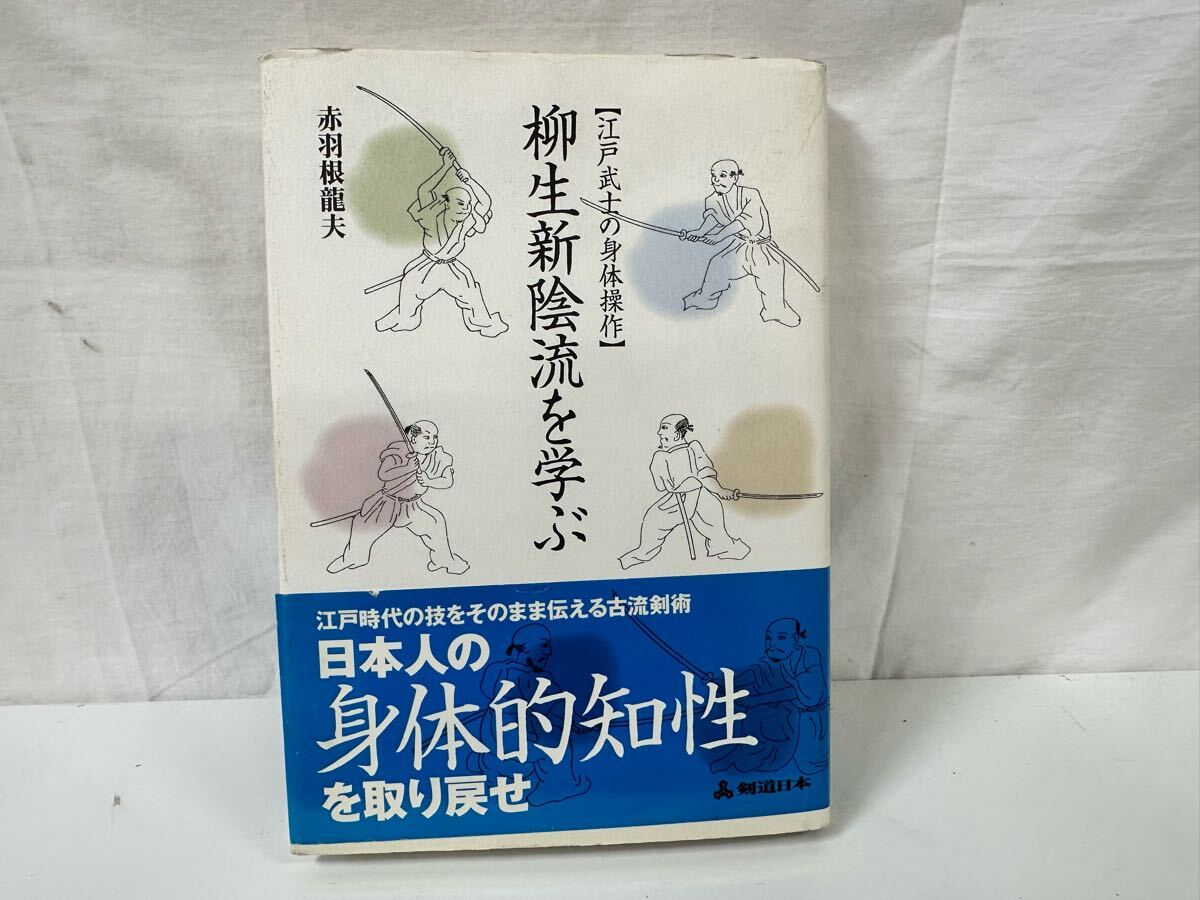 【江戸武士の身体操作】
柳生新陰流を学ぶ
赤羽根龍夫
江戸時代の技をそのまま伝える古流剣術
日本人の
身体的知性
を取り戻せ
剣道日本